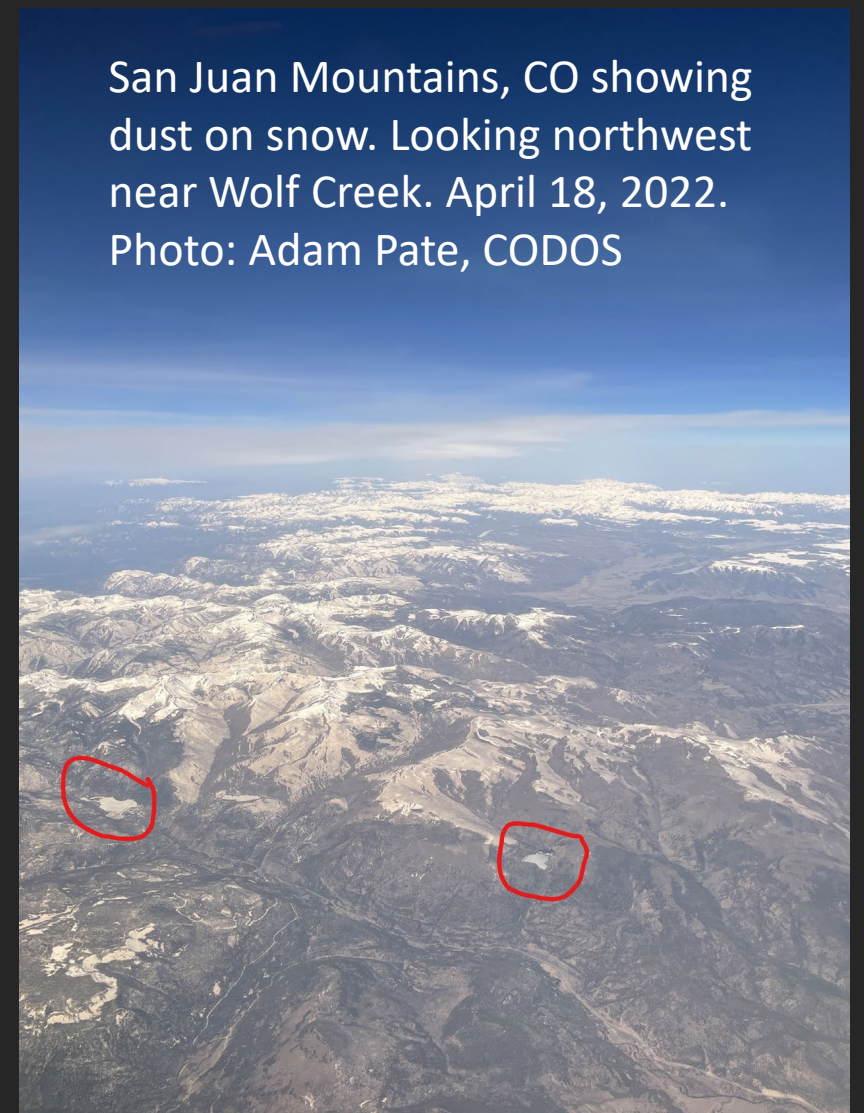 San Juan Mountains, CO showing
dust on snow. Looking northwest
near Wolf Creek. April 18, 2022.
Photo: Adam Pate, CODOS